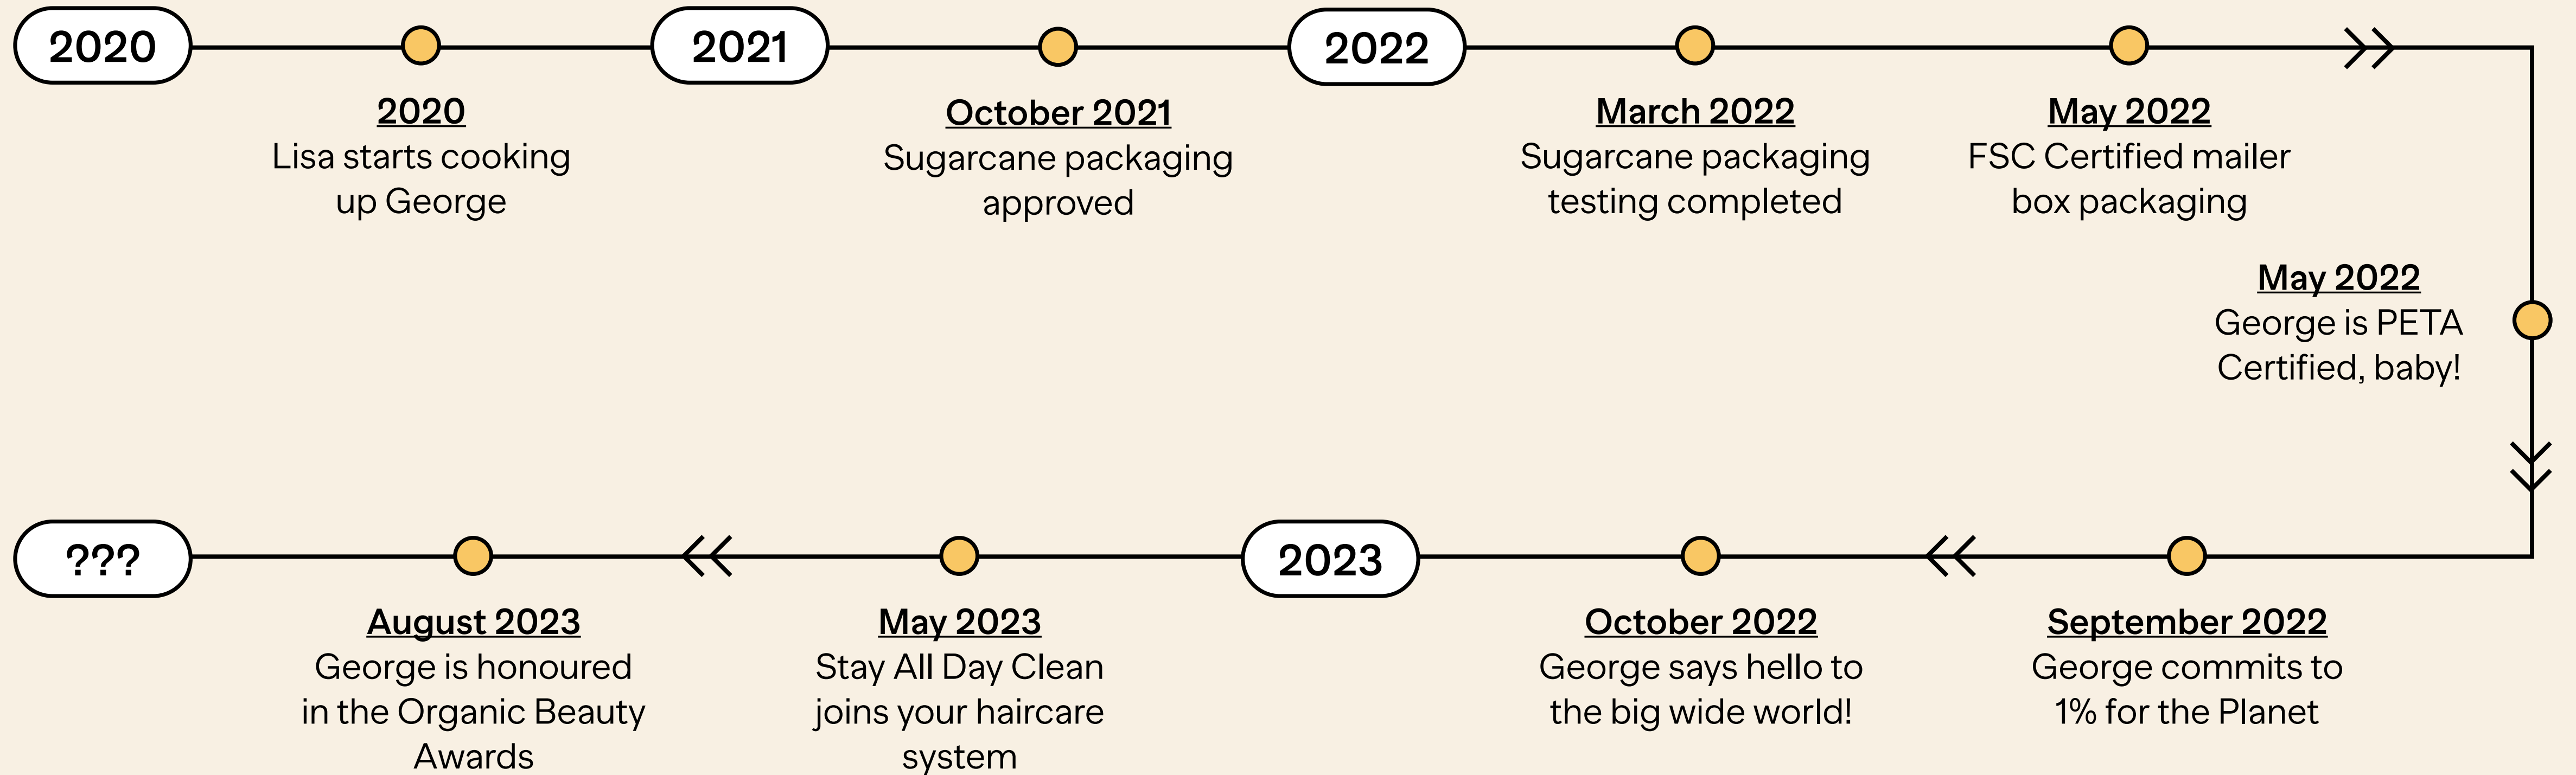 2020
2020
Lisa starts cooking
up George
2021
October 2021
Sugarcane packaging
approved
2022
March 2022
Sugarcane packaging
testing completed
May 2022
FSC Certified mailer
box packaging
May 2022
George is PETA
Certified, baby!
September 2022
George commits to
1% for the Planet
October 2022
George says hello to
the big wide world!
2023
May 2023
Stay All Day Clean
joins your haircare
system
August 2023
George is honoured
in the Organic Beauty
Awards
???